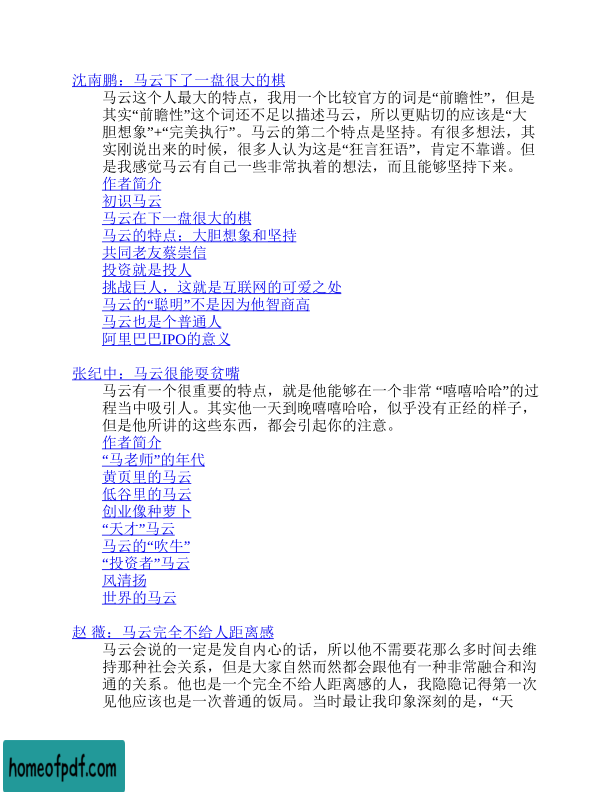 沈南鹏：马云下了一盘很大的棋
马云这个人最大的特点，我用一个比较官方的词是“前瞻性”，但是
其实“前瞻性”这个词还不足以描述马云，所以更贴切的应该是“大
胆想象”+“完美执行”。马云的第二个特点是坚持。有很多想法，其
实刚说出来的时候，很多人认为这是“狂言狂语”，肯定不靠谱。但
是我感觉马云有自己一些非常执着的想法，而且能够坚持下来。
作者简介
初识马云
马云在下一盘很大的棋
马云的特点：大胆想象和坚持
共同老友蔡崇信
投资就是投人
挑战巨人，这就是互联网的可爱之处
马云的“聪明”不是因为他智商高
马云也是个普通人
阿里巴巴IPO的意义
张纪中：马云很能耍贫嘴
马云有一个很重要的特点，就是他能够在一个非常 “嘻嘻哈哈”的过
程当中吸引人。其实他一天到晚嘻嘻哈哈，似乎没有正经的样子，
但是他所讲的这些东西，都会引起你的注意。
作者简介
“马老师”的年代
黄页里的马云
低谷里的马云
创业像种萝卜
“天才”马云
马云的“吹牛”
“投资者”马云
风清扬
世界的马云
赵 薇：马云完全不给人距离感
马云会说的一定是发自内心的话，所以他不需要花那么多时间去维
持那种社会关系，但是大家自然而然都会跟他有一种非常融合和沟
通的关系。他也是一个完全不给人距离感的人，我隐隐记得第一次
见他应该也是一次普通的饭局。当时最让我印象深刻的是，“天
homeofpdf.com